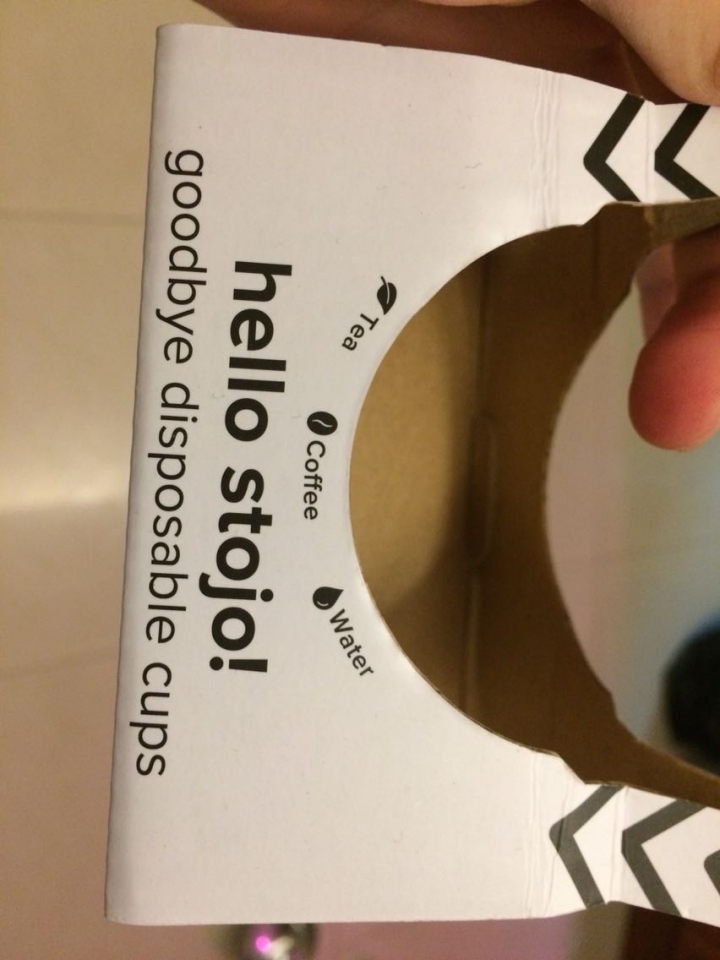 Tea
Coffee
Water
hello stojo!
goodbye disposable cups